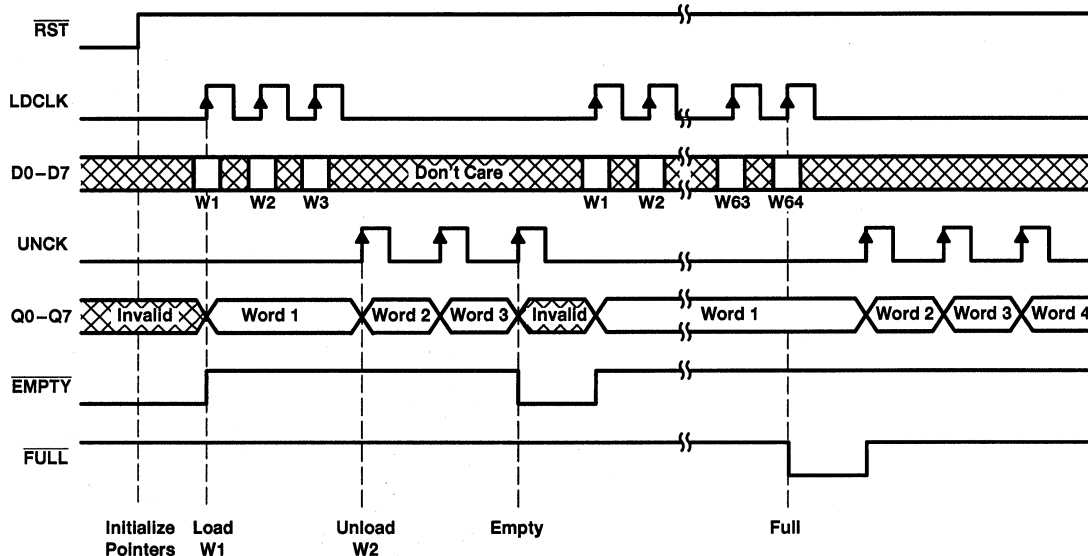 RST
LDCLK
D0–D7
Don't Care
W1 W2 W3 W1 W2 W63 W64
UNCK
Q0–Q7
Invalid Word 1 Word 2 Word 3 Invalid Word 1 Word 2 Word 3 Word 4
EMPTY
FULL
Initialize
Pointers
Load
W1
Unload
W2
Empty
Full